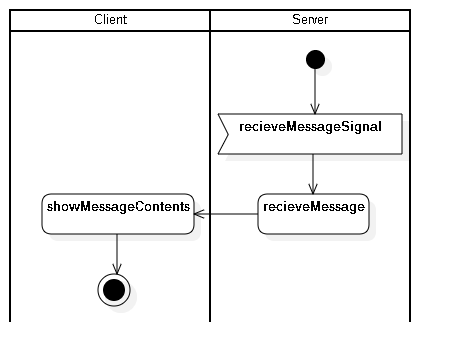 Client
Server
recieveMessageSignal
showMessageContents
recieveMessage